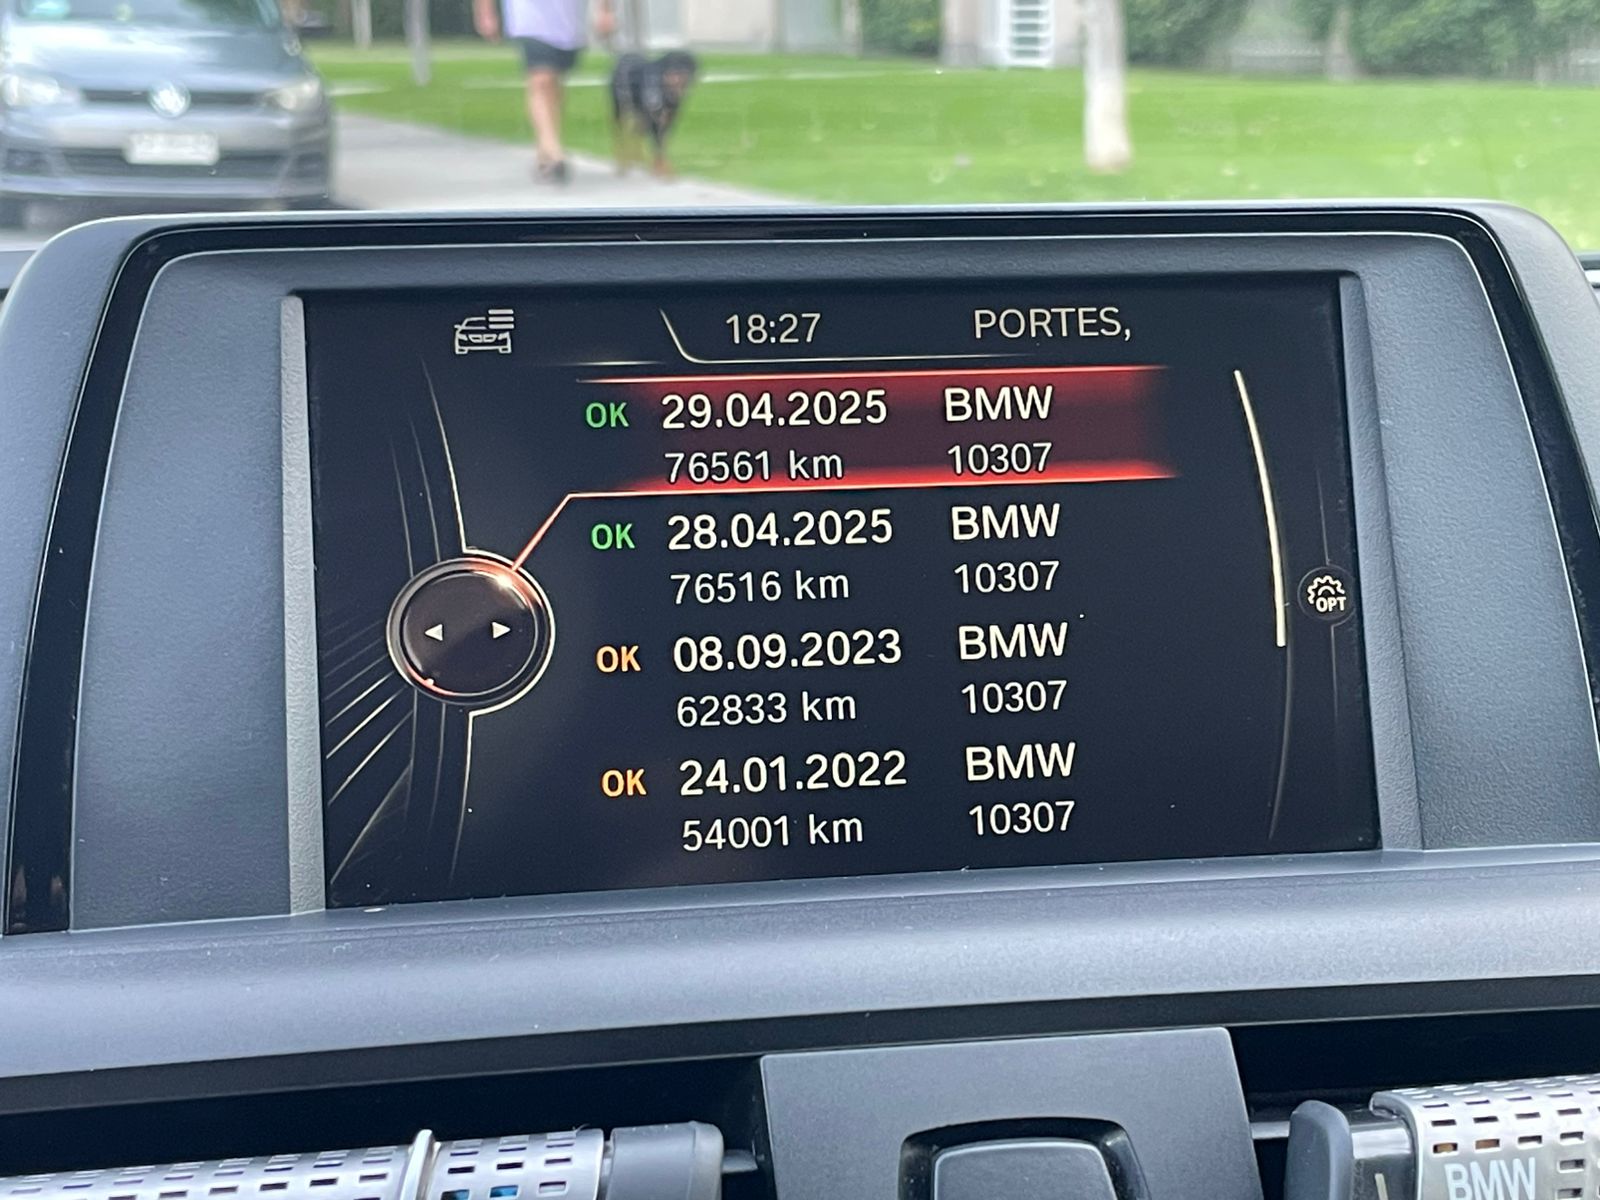 18:27 PORTES,
OK 29.04.2025 BMW
76561 km 10307
OK 28.04.2025 BMW
76516 km 10307
OK 08.09.2023 BMW
62833 km 10307
OPT
OK 24.01.2022 BMW
54001 km 10307
BMW